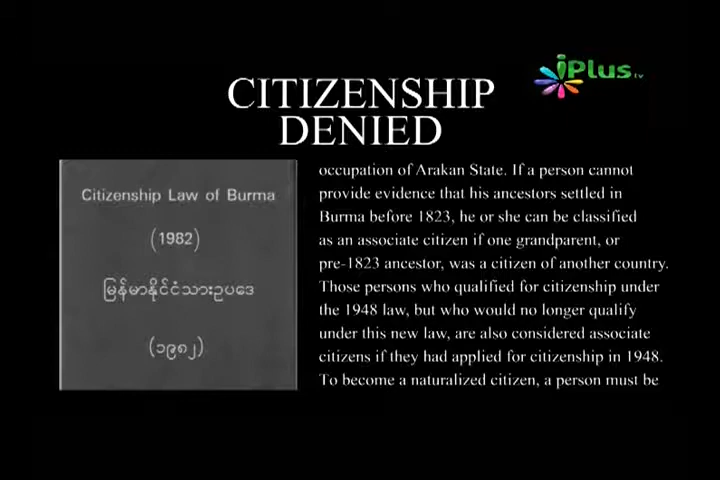 iPlus tv
CITIZENSHIP
DENIED
Citizenship Law of Burma
(1982)
မြန်မာနိုင်ငံသားဥပဒေ
(၁၉၈၂)
occupation of Arakan State. If a person cannot
provide evidence that his ancestors settled in
Burma before 1823, he or she can be classified
as an associate citizen if one grandparent, or
pre-1823 ancestor, was a citizen of another country.
Those persons who qualified for citizenship under
the 1948 law, but who would no longer qualify
under this new law, are also considered associate
citizens if they had applied for citizenship in 1948.
To become a naturalized citizen, a person must be